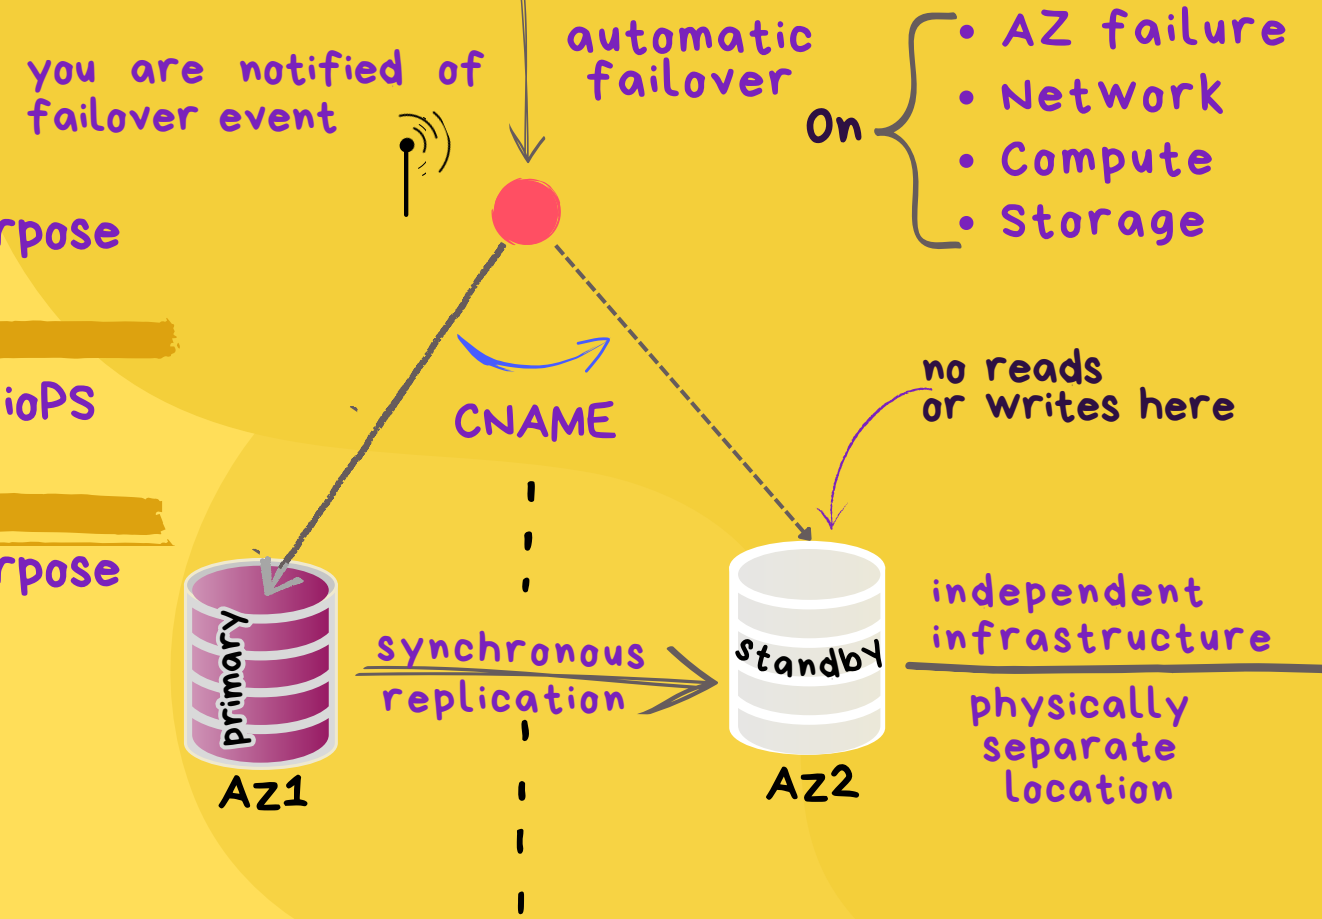 you are notified of
failover event
automatic
failover
On
• AZ failure
• Network
• Compute
• Storage
rpose
ioPS
rpose
CNAME
no reads
or writes here
primary
synchronous
replication
standby
AZ1
AZ2
independent
infrastructure
physically
separate
location